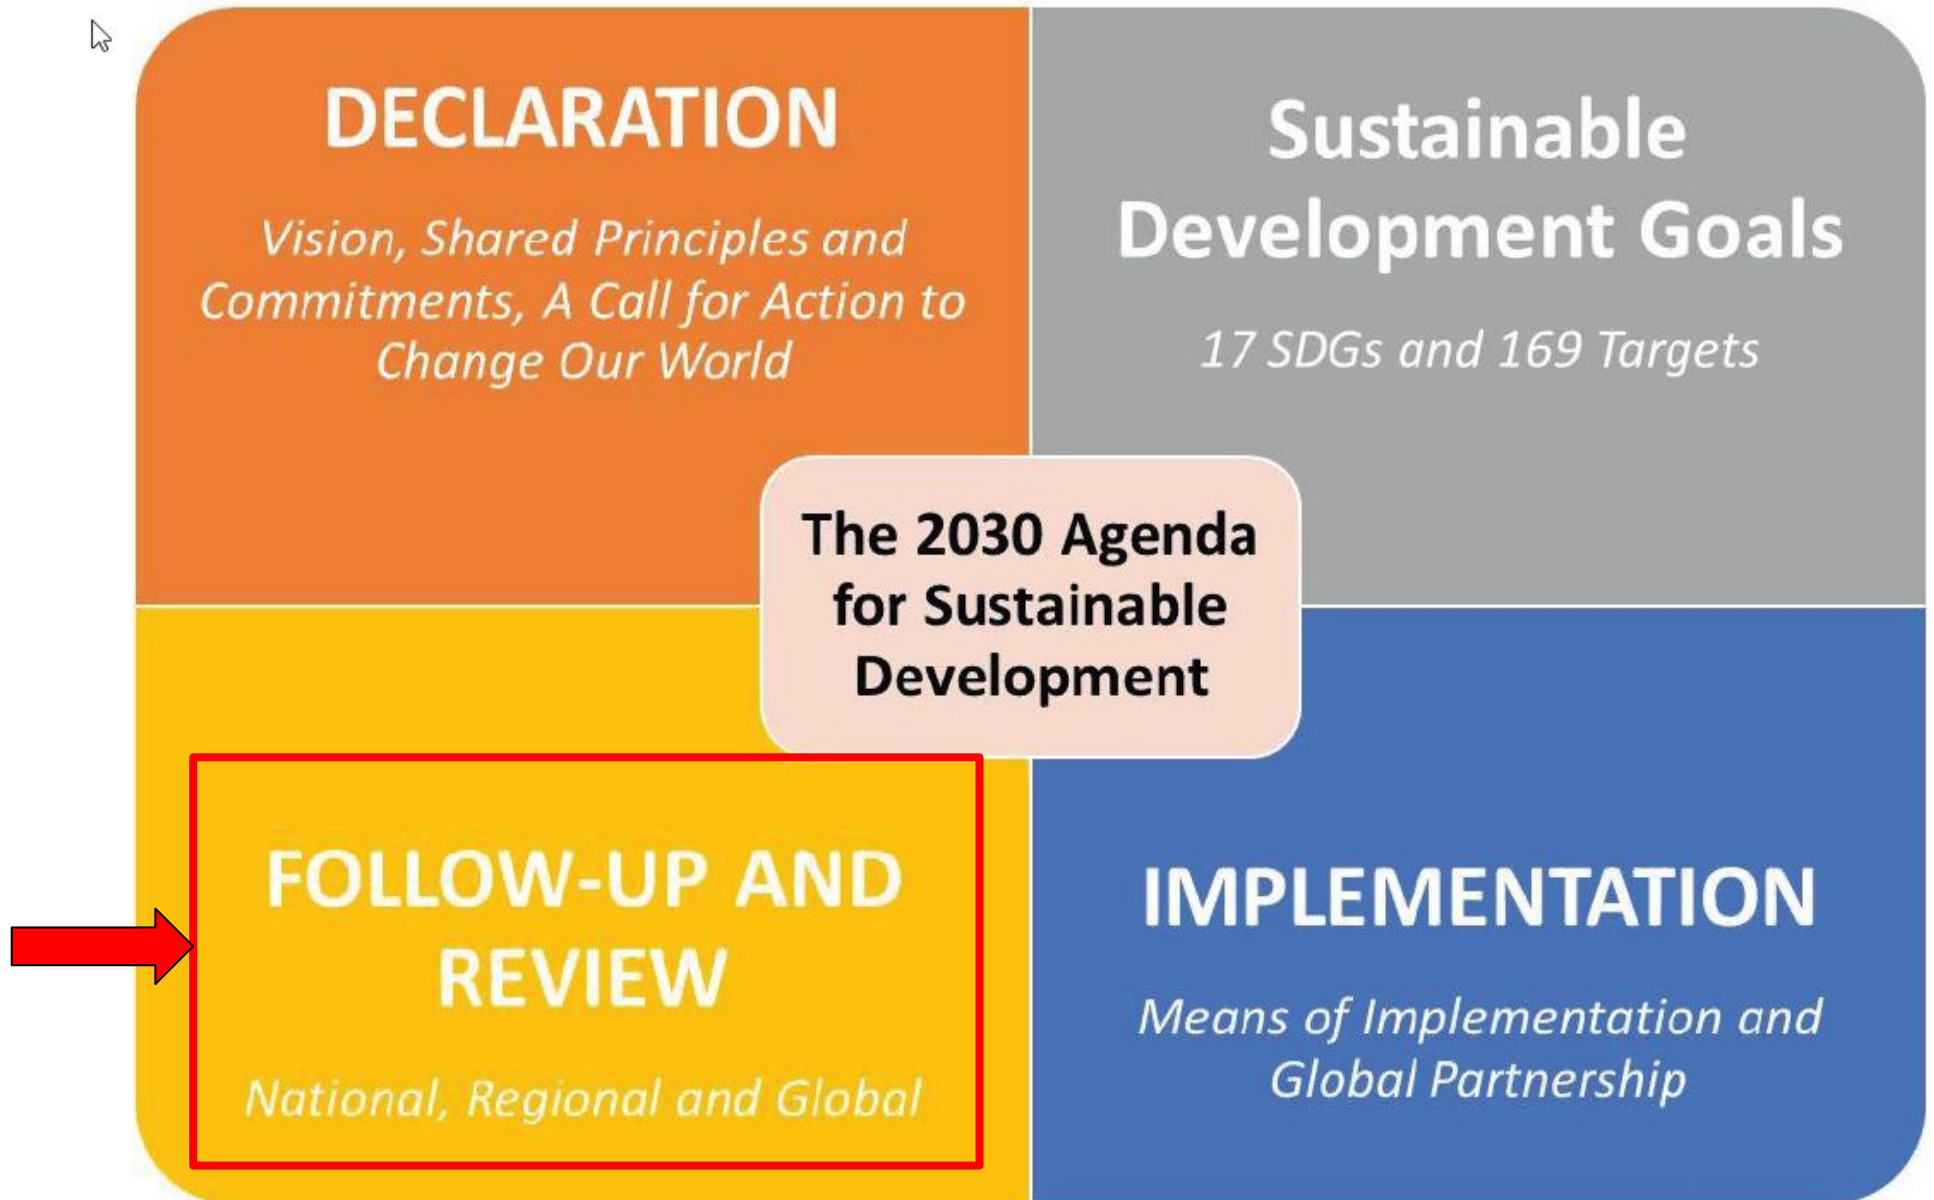 DECLARATION
Vision, Shared Principles and
Commitments, A Call for Action to
Change Our World
Sustainable
Development Goals
17 SDGs and 169 Targets
The 2030 Agenda
for Sustainable
Development
FOLLOW-UP AND
REVIEW
National, Regional and Global
IMPLEMENTATION
Means of Implementation and
Global Partnership